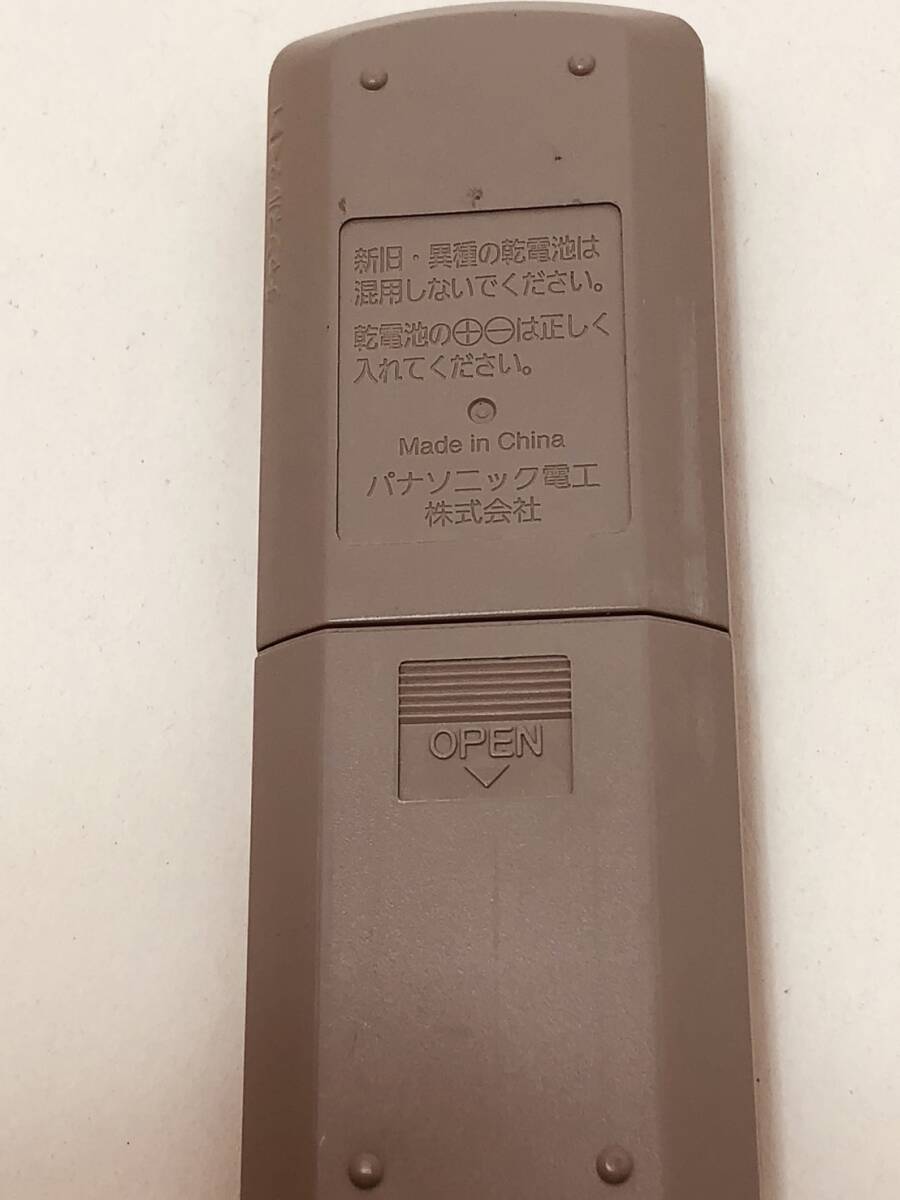 新旧・異種の乾電池は
混用しないでください。
乾電池の⊕⊖は正しく
入れてください。
Made in China
パナソニック電工
株式会社
OPEN